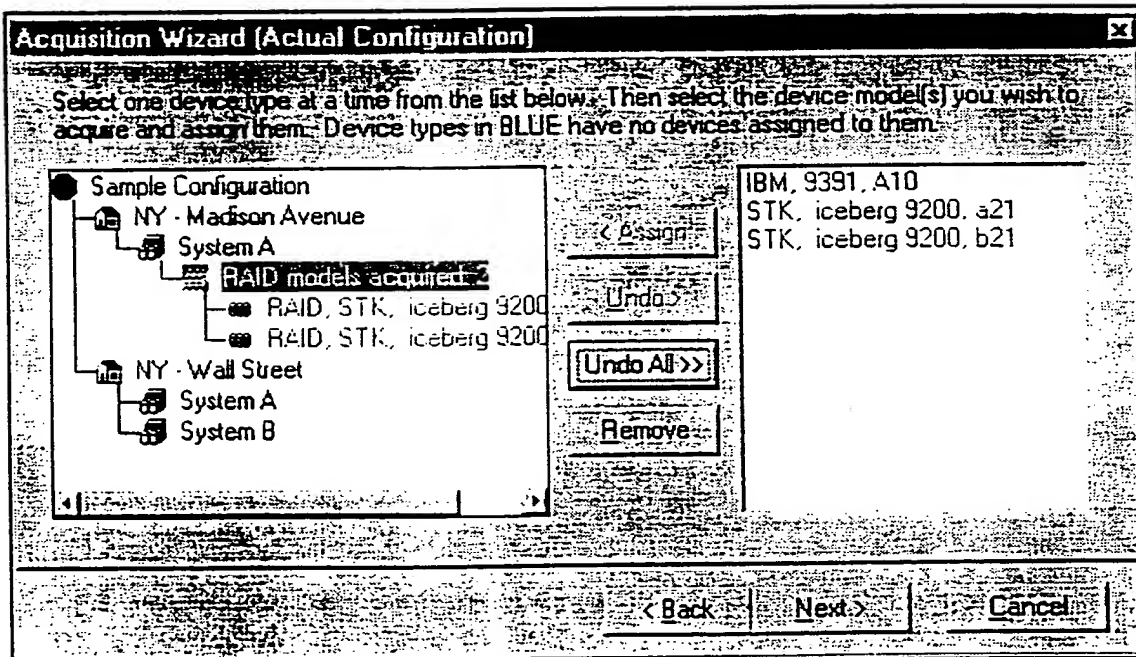 Acquisition Wizard (Actual Configuration)
Select one device type at a time from the list below. Then select the device model(s) you wish to
acquire and assign them. Device types in BLUE have no devices assigned to them.
Sample Configuration
NY - Madison Avenue
System A
RAID models acquired: 2
RAID, STK, iceberg 9200
RAID, STK, iceberg 9200
NY - Wall Street
System A
System B
< Assign
Undo >
Undo All >>
Remove
IBM, 9391, A10
STK, iceberg 9200, a21
STK, iceberg 9200, b21
< Back
Next >
Cancel